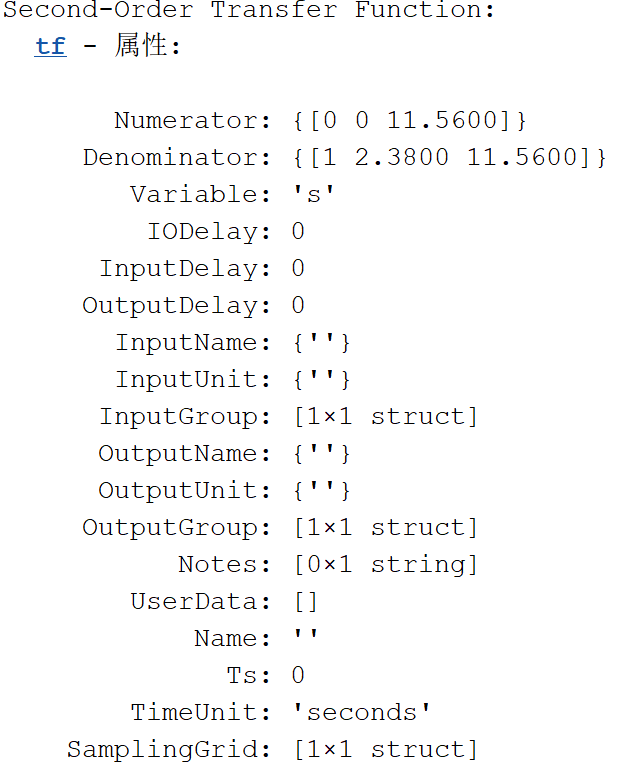 Second-Order Transfer Function:
tf - 属性:
Numerator: {[0 0 11.5600]}
Denominator: {[1 2.3800 11.5600]}
Variable: 's'
IODelay: 0
InputDelay: 0
OutputDelay: 0
InputName: {''}
InputUnit: {''}
InputGroup: [1×1 struct]
OutputName: {''}
OutputUnit: {''}
OutputGroup: [1×1 struct]
Notes: [0×1 string]
UserData: []
Name: ''
Ts: 0
TimeUnit: 'seconds'
SamplingGrid: [1×1 struct]